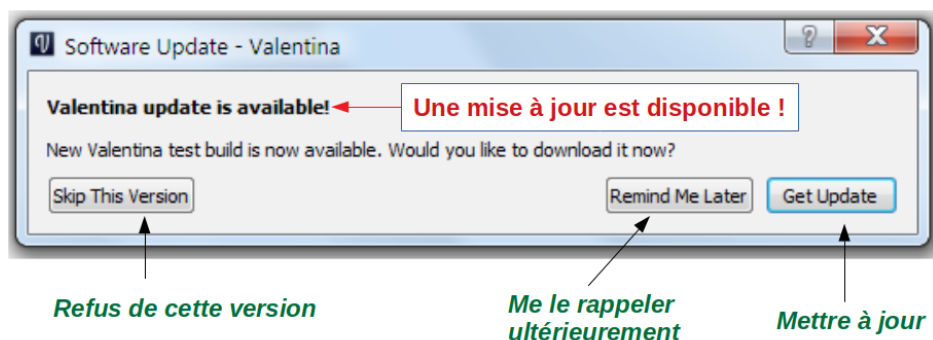 Software Update - Valentina
Valentina update is available!
Une mise à jour est disponible !
New Valentina test build is now available. Would you like to download it now?
Skip This Version
Remind Me Later
Get Update
Refus de cette version
Me le rappeler
ultérieurement
Mettre à jour